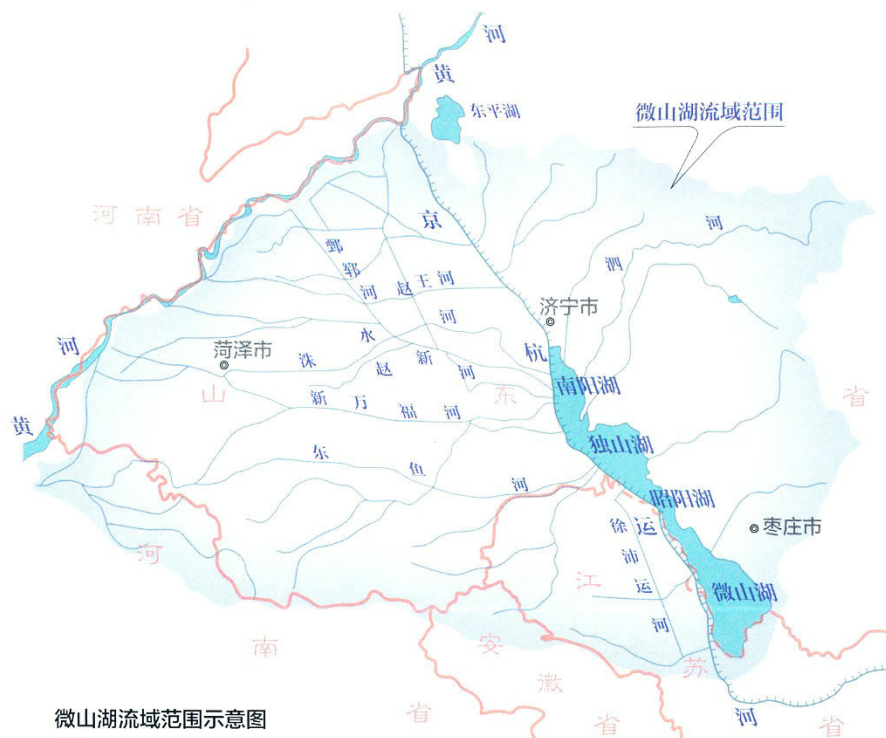 黄河
东平湖
微山湖流域范围
河南省
京杭运河
泗河
鄄郓河
赵王河
济宁市
洙水河
菏泽市
赵新河
山东省
新万福河
南阳湖
黄河
东鱼河
独山湖
昭阳湖
徐沛运河
枣庄市
微山湖
江苏省
河南省
安徽省
微山湖流域范围示意图